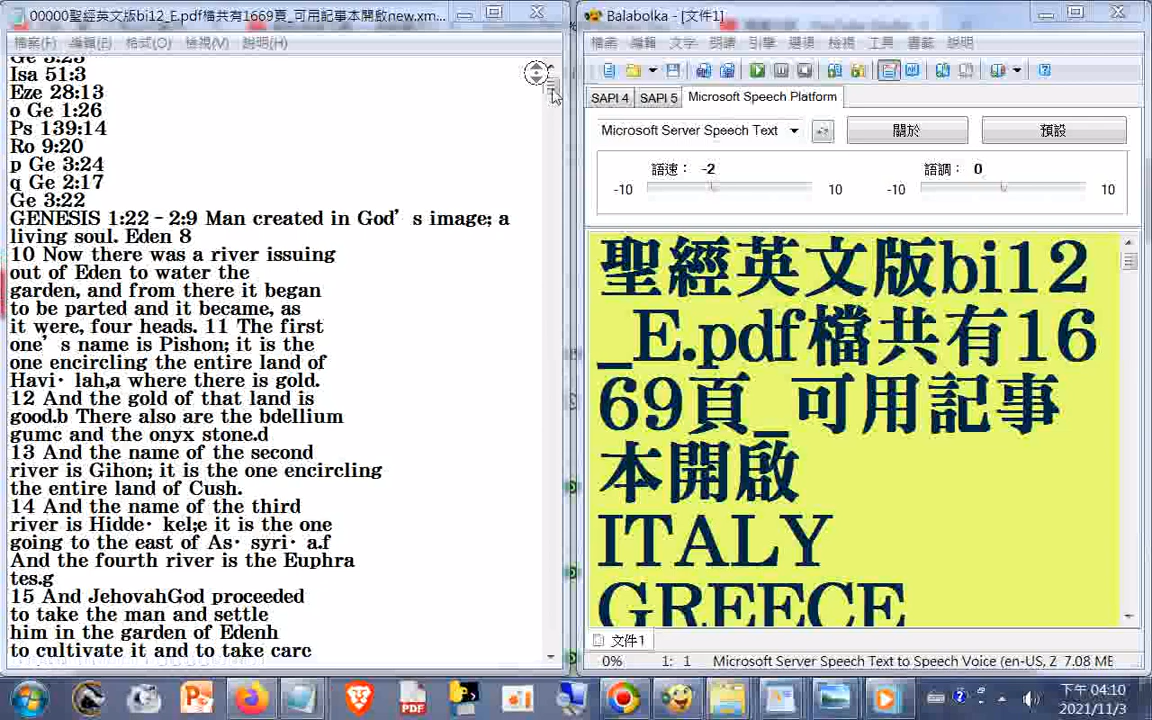 00000聖經英文版bi12_E.pdf檔共有1669頁_可用記事本開啟new.xm...
檔案(F) 編輯(E) 格式(O) 檢視(V) 說明(H)
Ge 3:23
Isa 51:3
Eze 28:13
o Ge 1:26
Ps 139:14
Ro 9:20
p Ge 3:24
q Ge 2:17
Ge 3:22
GENESIS 1:22–2:9 Man created in God’s image; a
living soul. Eden 8
10 Now there was a river issuing
out of Eden to water the
garden, and from there it began
to be parted and it became, as
it were, four heads. 11 The first
one’s name is Pishon; it is the
one encircling the entire land of
Havi·lah,a where there is gold.
12 And the gold of that land is
good.b There also are the bdellium
gumc and the onyx stone.d
13 And the name of the second
river is Gihon; it is the one encircling
the entire land of Cush.
14 And the name of the third
river is Hidde·kel;e it is the one
going to the east of As·syri·a.f
And the fourth river is the Euphra
tes.g
15 And JehovahGod proceeded
to take the man and settle
him in the garden of Edenh
to cultivate it and to take carc
Balabolka - [文件1]
檔案 編輯 文字 朗讀 引擎 選項 檢視 工具 書籤 說明
SAPI 4 SAPI 5 Microsoft Speech Platform
Microsoft Server Speech Text 關於 預設
語速： -2 語調： 0
-10 10 -10 10
聖經英文版bi12
_E.pdf檔共有16
69頁_可用記事
本開啟
ITALY
GREECE
文件1
0% 1: 1 Microsoft Server Speech Text to Speech Voice (en-US, Z 7.08 ME
PDF
下午 04:10
2021/11/3